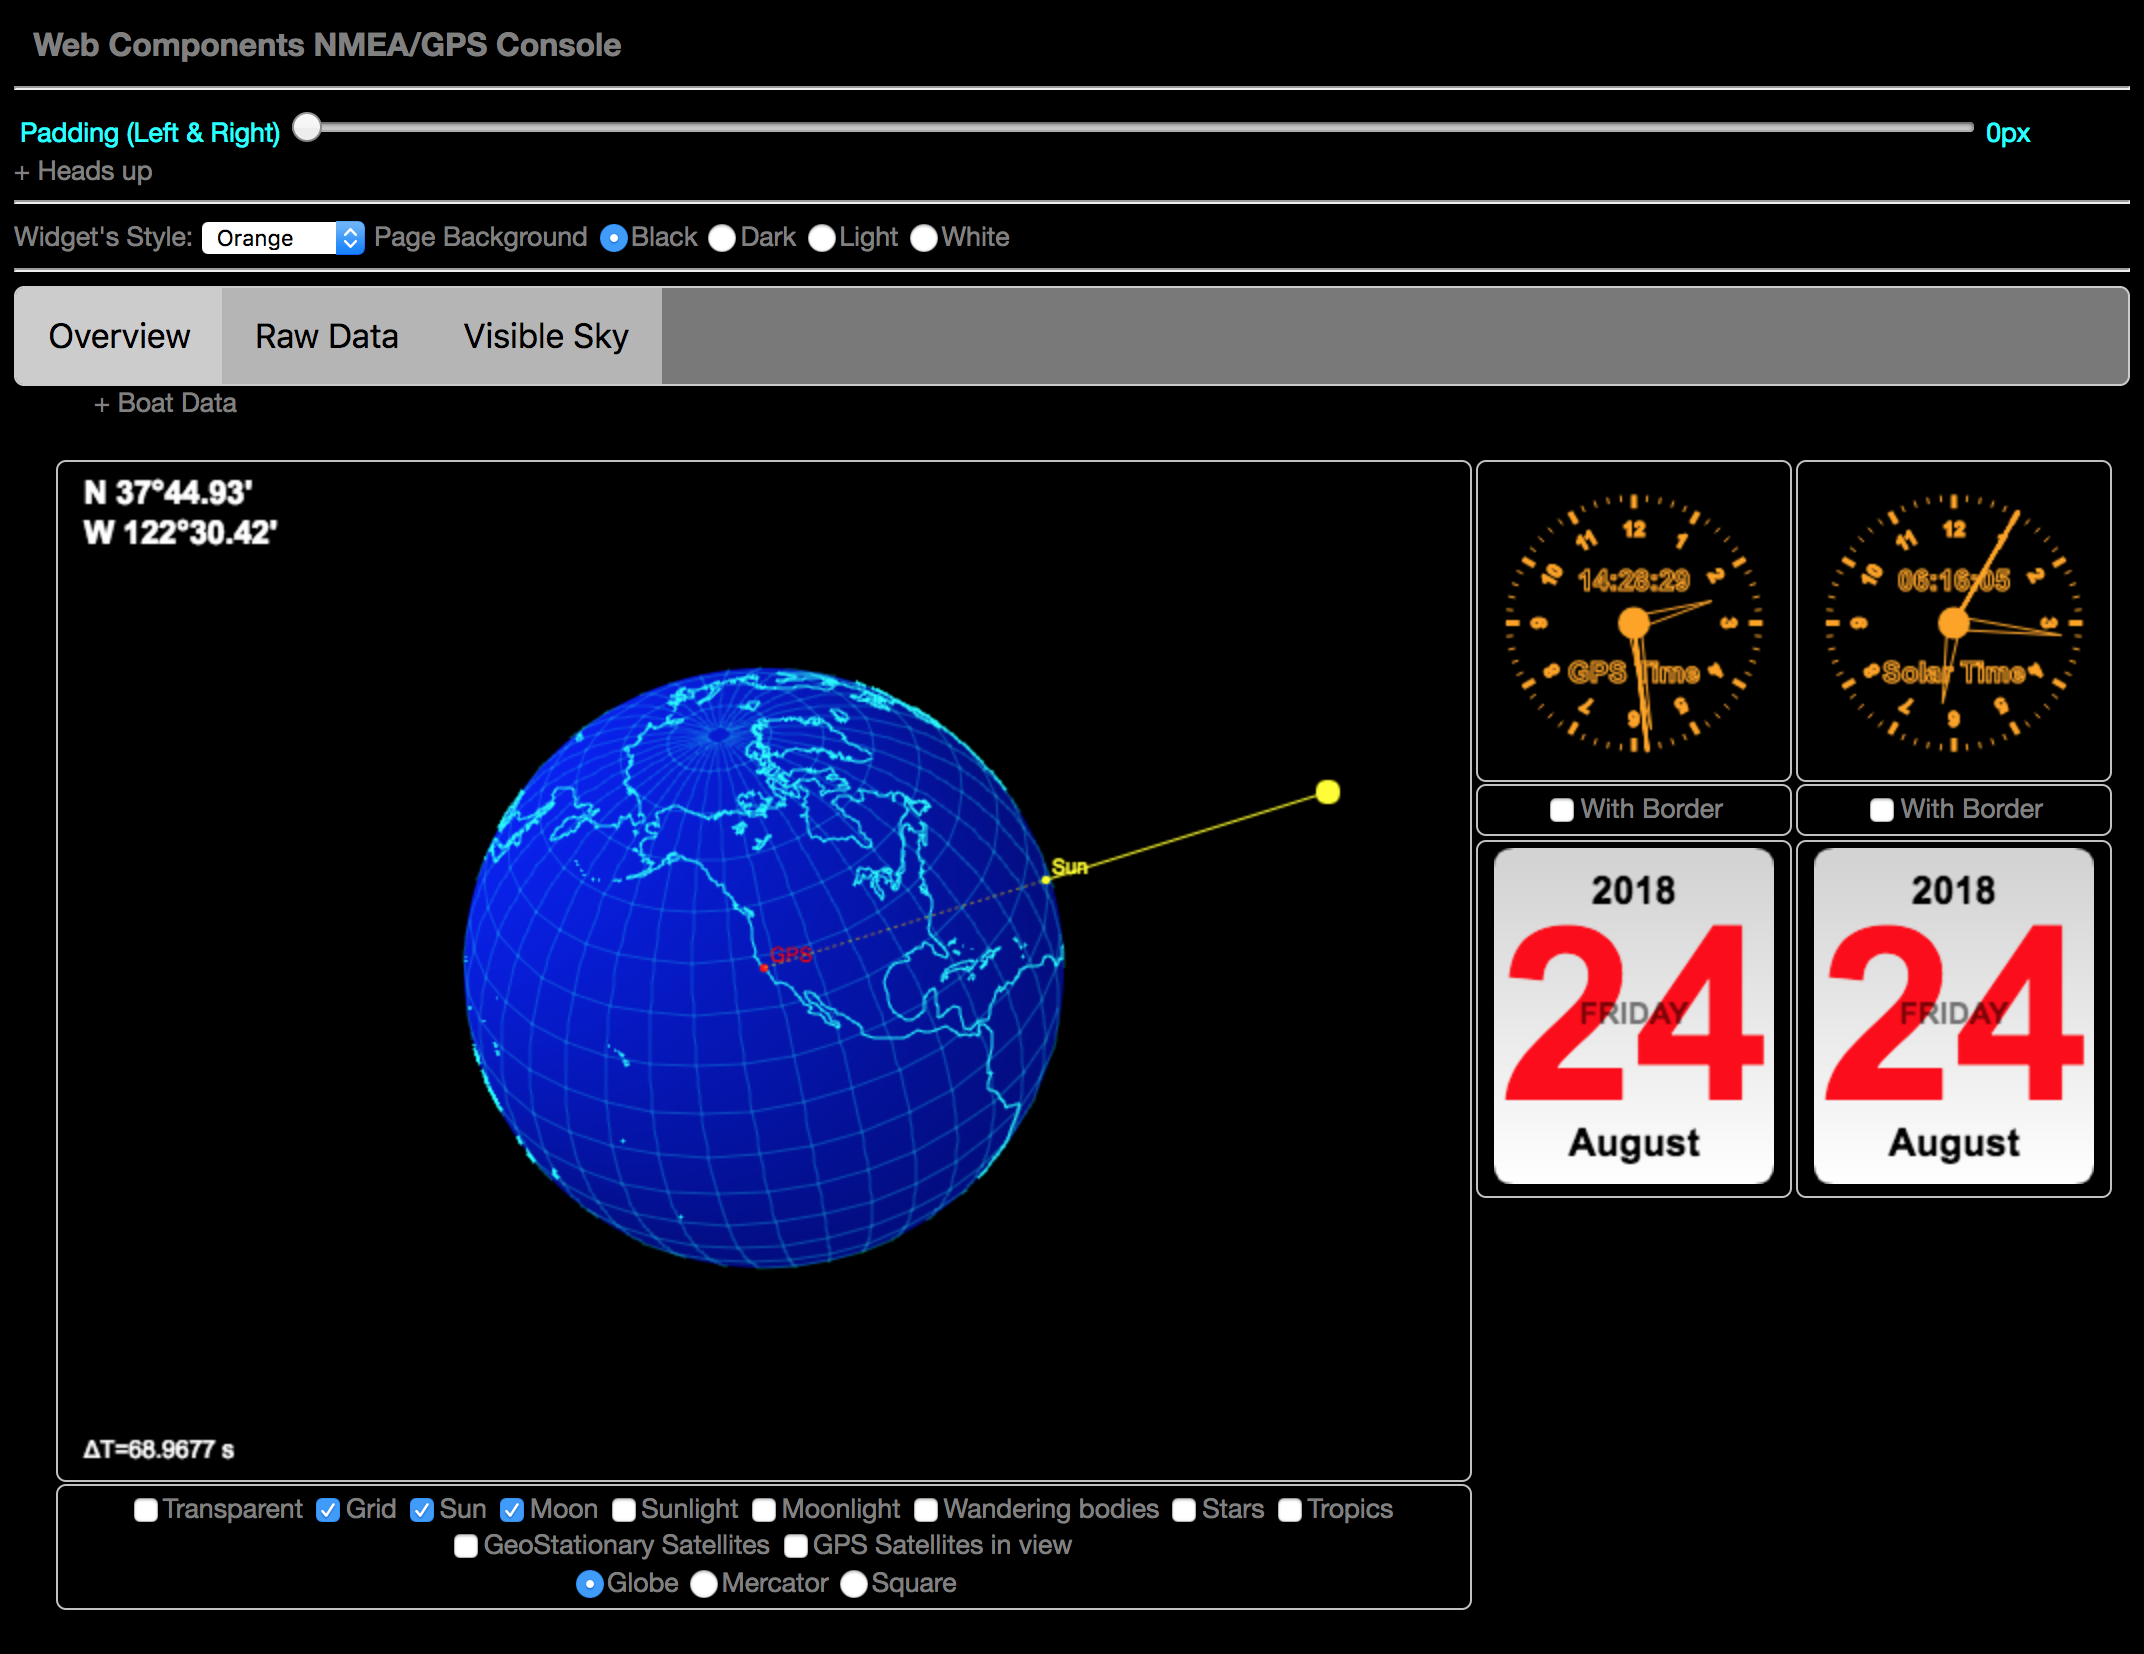 Web Components NMEA/GPS Console
Padding (Left & Right) 0px
+ Heads up
Widget's Style: Orange Page Background Black Dark Light White
Overview Raw Data Visible Sky
+ Boat Data
N 37°44.93'
W 122°30.42'
Sun
GPS
ΔT=68.9677 s
Transparent Grid Sun Moon Sunlight Moonlight Wandering bodies Stars Tropics
GeoStationary Satellites GPS Satellites in view
Globe Mercator Square
12 1 2 3 4 5 6 7 8 9 10 11
14:28:29
GPS Time
12 1 2 3 4 5 6 7 8 9 10 11
06:16:05
Solar Time
With Border
With Border
2018
24
FRIDAY
August
2018
24
FRIDAY
August